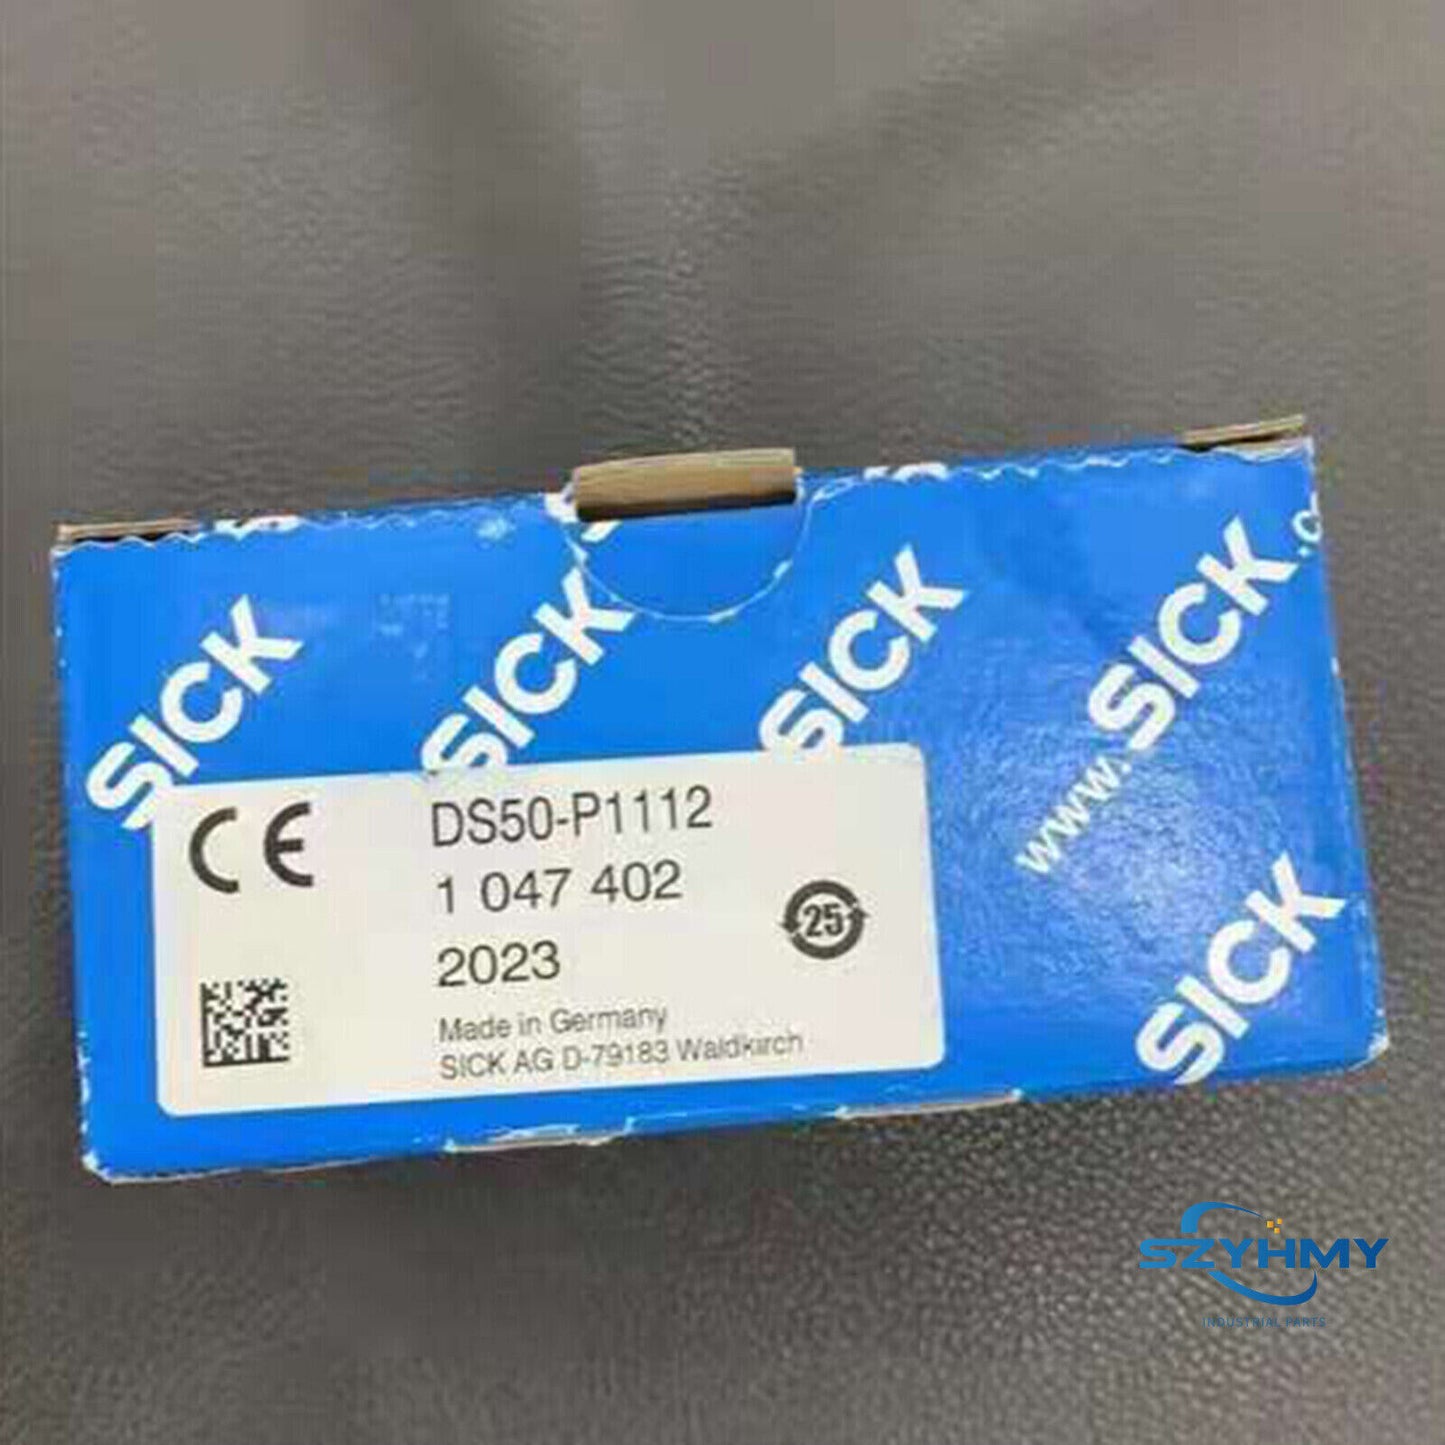 SICK
SICK
SICK
www.SICK.c
SICK
CE
DS50-P1112
1 047 402
2023
25
Made in Germany
SICK AG D-79183 Waldkirch
SZYHMY
INDUSTRIAL PARTS